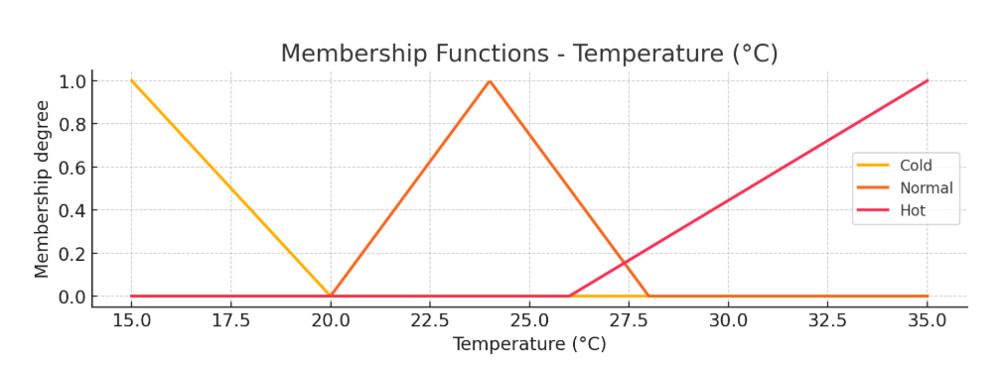 Membership Functions - Temperature (°C)
Membership degree
1.0
0.8
0.6
0.4
0.2
0.0
Cold
Normal
Hot
15.0 17.5 20.0 22.5 25.0 27.5 30.0 32.5 35.0
Temperature (°C)